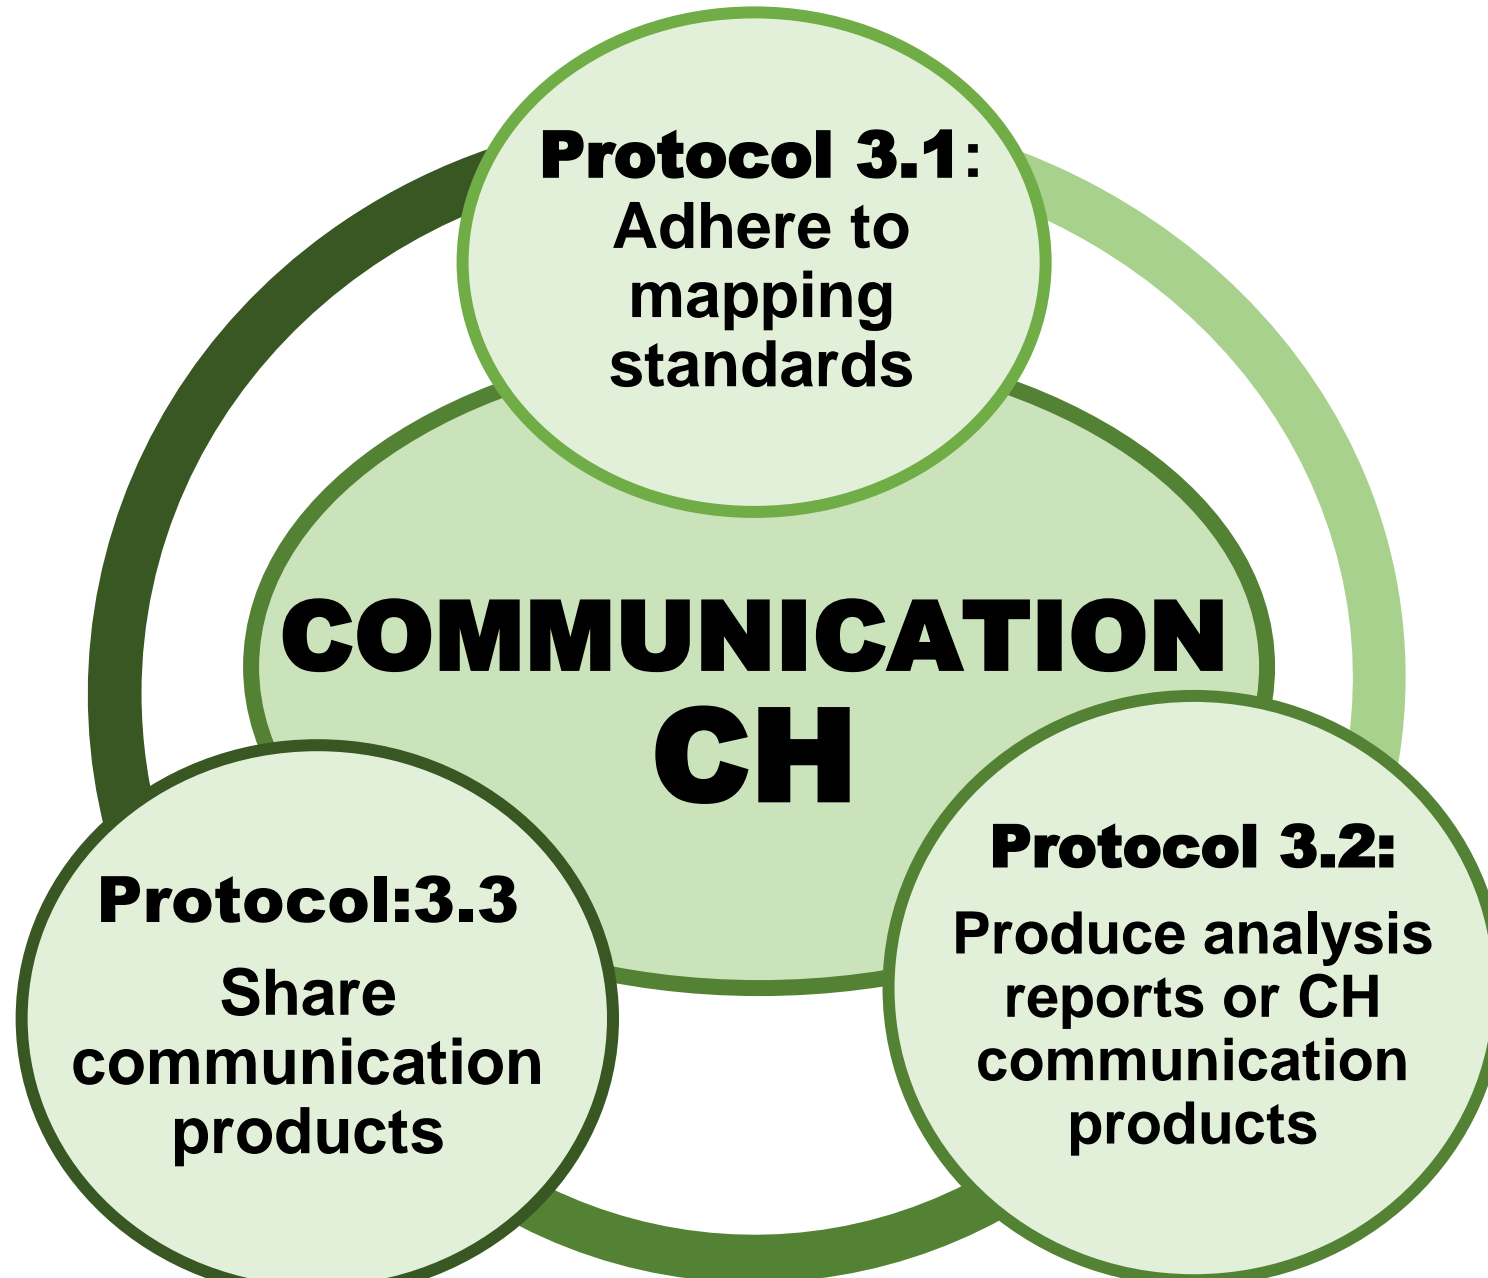 Protocol 3.1:
Adhere to
mapping
standards
COMMUNICATION
CH
Protocol 3.2:
Produce analysis
reports or CH
communication
products
Protocol:3.3
Share
communication
products